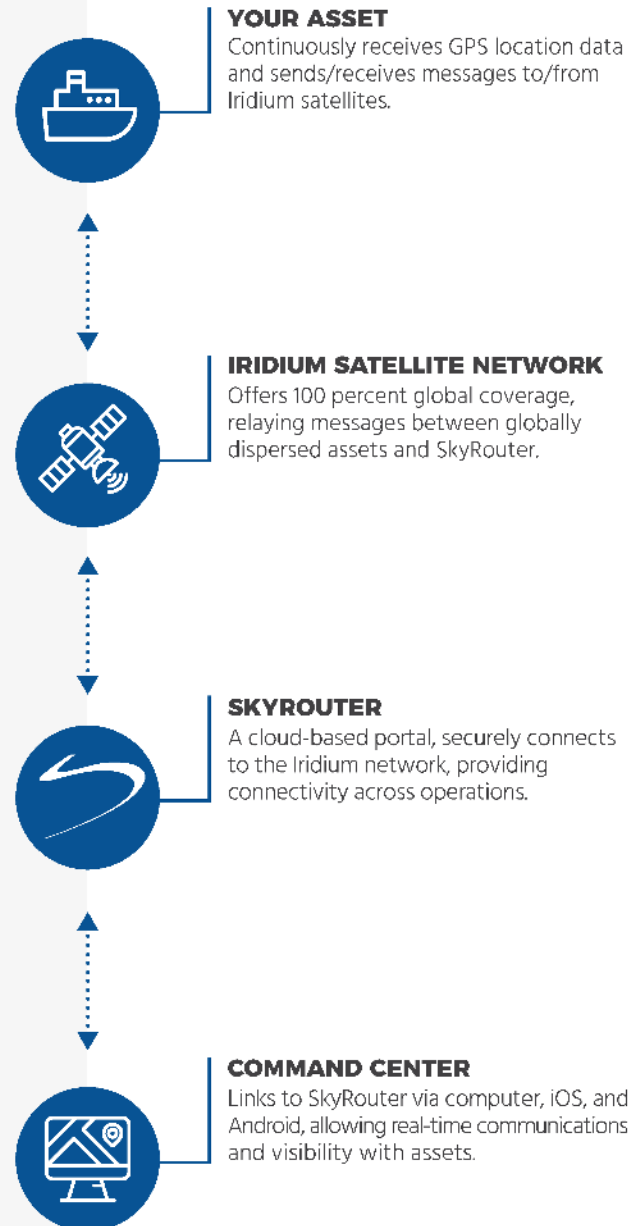 YOUR ASSET
Continuously receives GPS location data
and sends/receives messages to/from
Iridium satellites.
IRIDIUM SATELLITE NETWORK
Offers 100 percent global coverage,
relaying messages between globally
dispersed assets and SkyRouter.
SKYROUTER
A cloud-based portal, securely connects
to the Iridium network, providing
connectivity across operations.
COMMAND CENTER
Links to SkyRouter via computer, iOS, and
Android, allowing real-time communications
and visibility with assets.